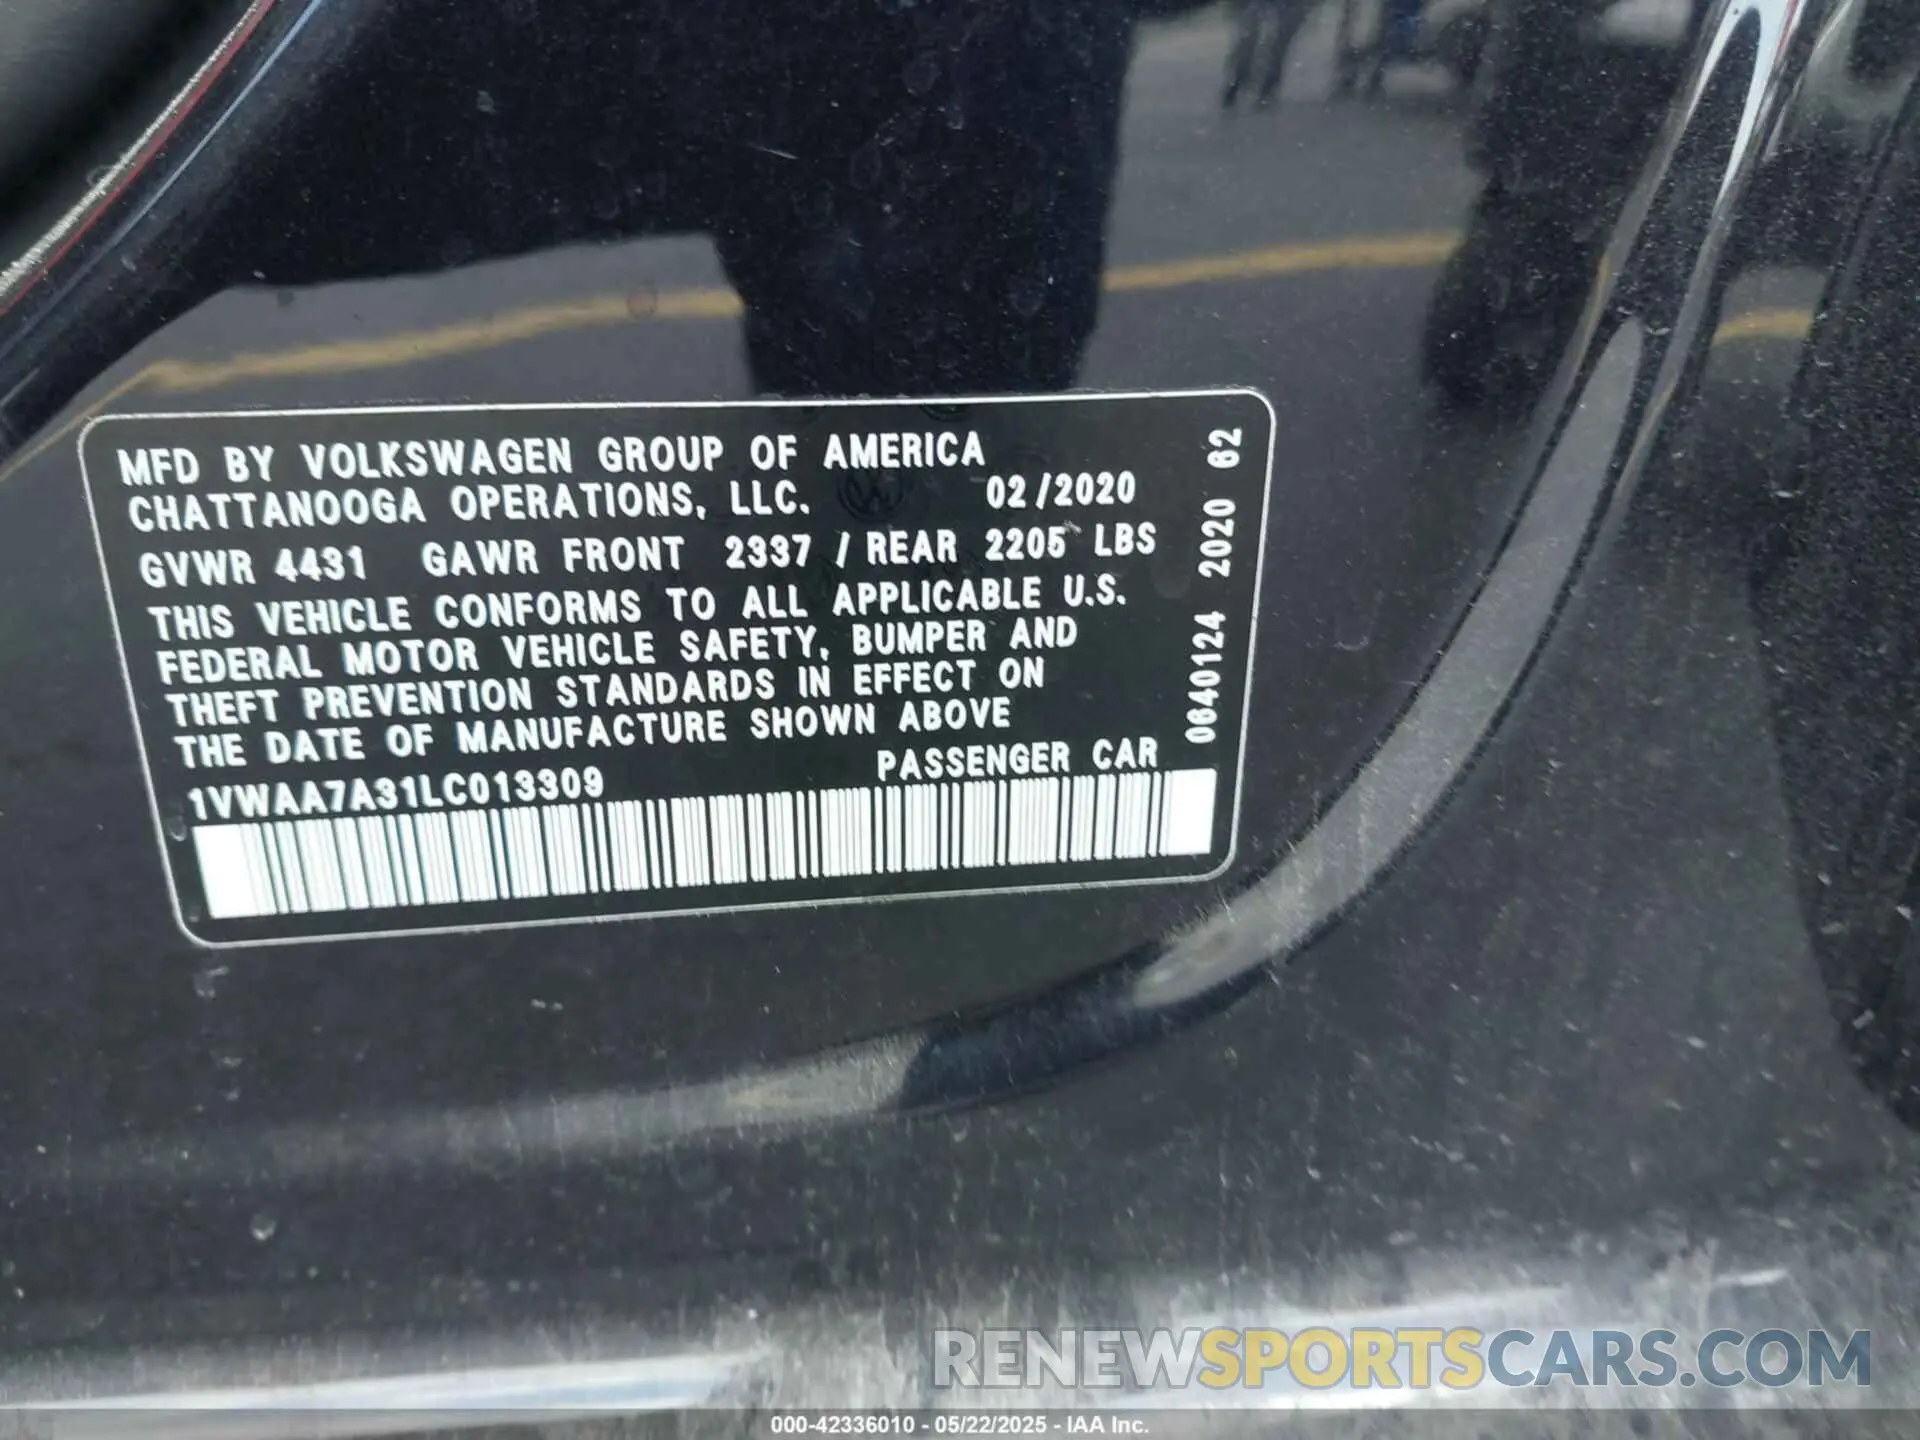 MFD BY VOLKSWAGEN GROUP OF AMERICA
CHATTANOOGA OPERATIONS, LLC. 02/2020
GVWR 4431 GAWR FRONT 2337 / REAR 2205 LBS
THIS VEHICLE CONFORMS TO ALL APPLICABLE U.S.
FEDERAL MOTOR VEHICLE SAFETY, BUMPER AND
THEFT PREVENTION STANDARDS IN EFFECT ON
THE DATE OF MANUFACTURE SHOWN ABOVE
PASSENGER CAR
1VWAA7A31LC013309
0640124 2020 62
RENEWSPORTSCARS.COM
000-42336010 - 05/22/2025 - IAA Inc.